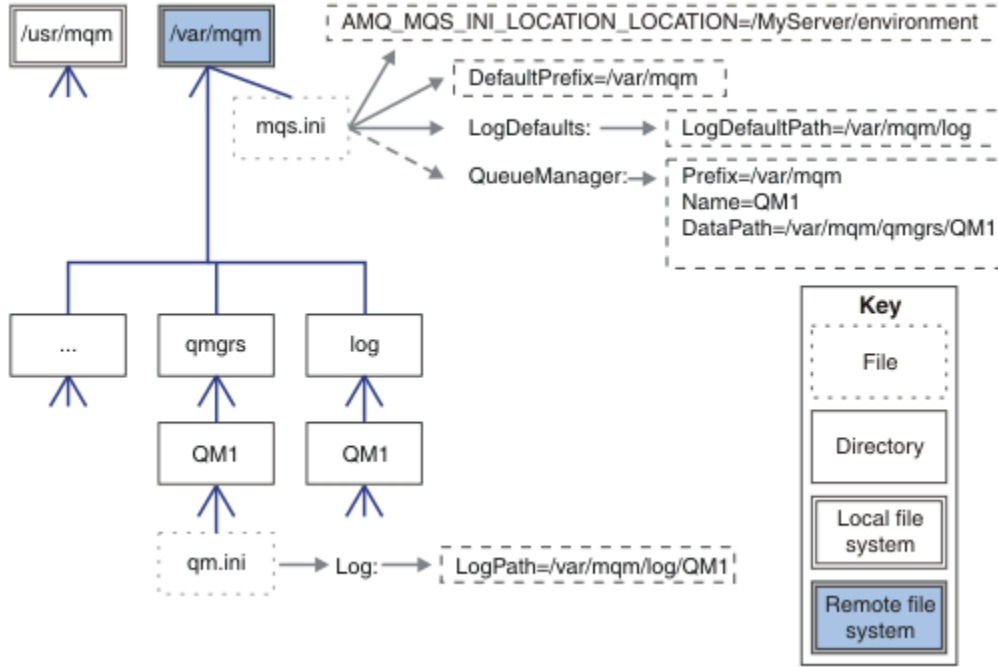 /usr/mqm
/var/mqm
AMQ_MQS_INI_LOCATION_LOCATION=/MyServer/environment
DefaultPrefix=/var/mqm
mqs.ini
LogDefaults:
LogDefaultPath=/var/mqm/log
QueueManager:
Prefix=/var/mqm
Name=QM1
DataPath=/var/mqm/qmgrs/QM1
...
qmgrs
log
QM1
QM1
qm.ini
Log:
LogPath=/var/mqm/log/QM1
Key
File
Directory
Local file
system
Remote file
system